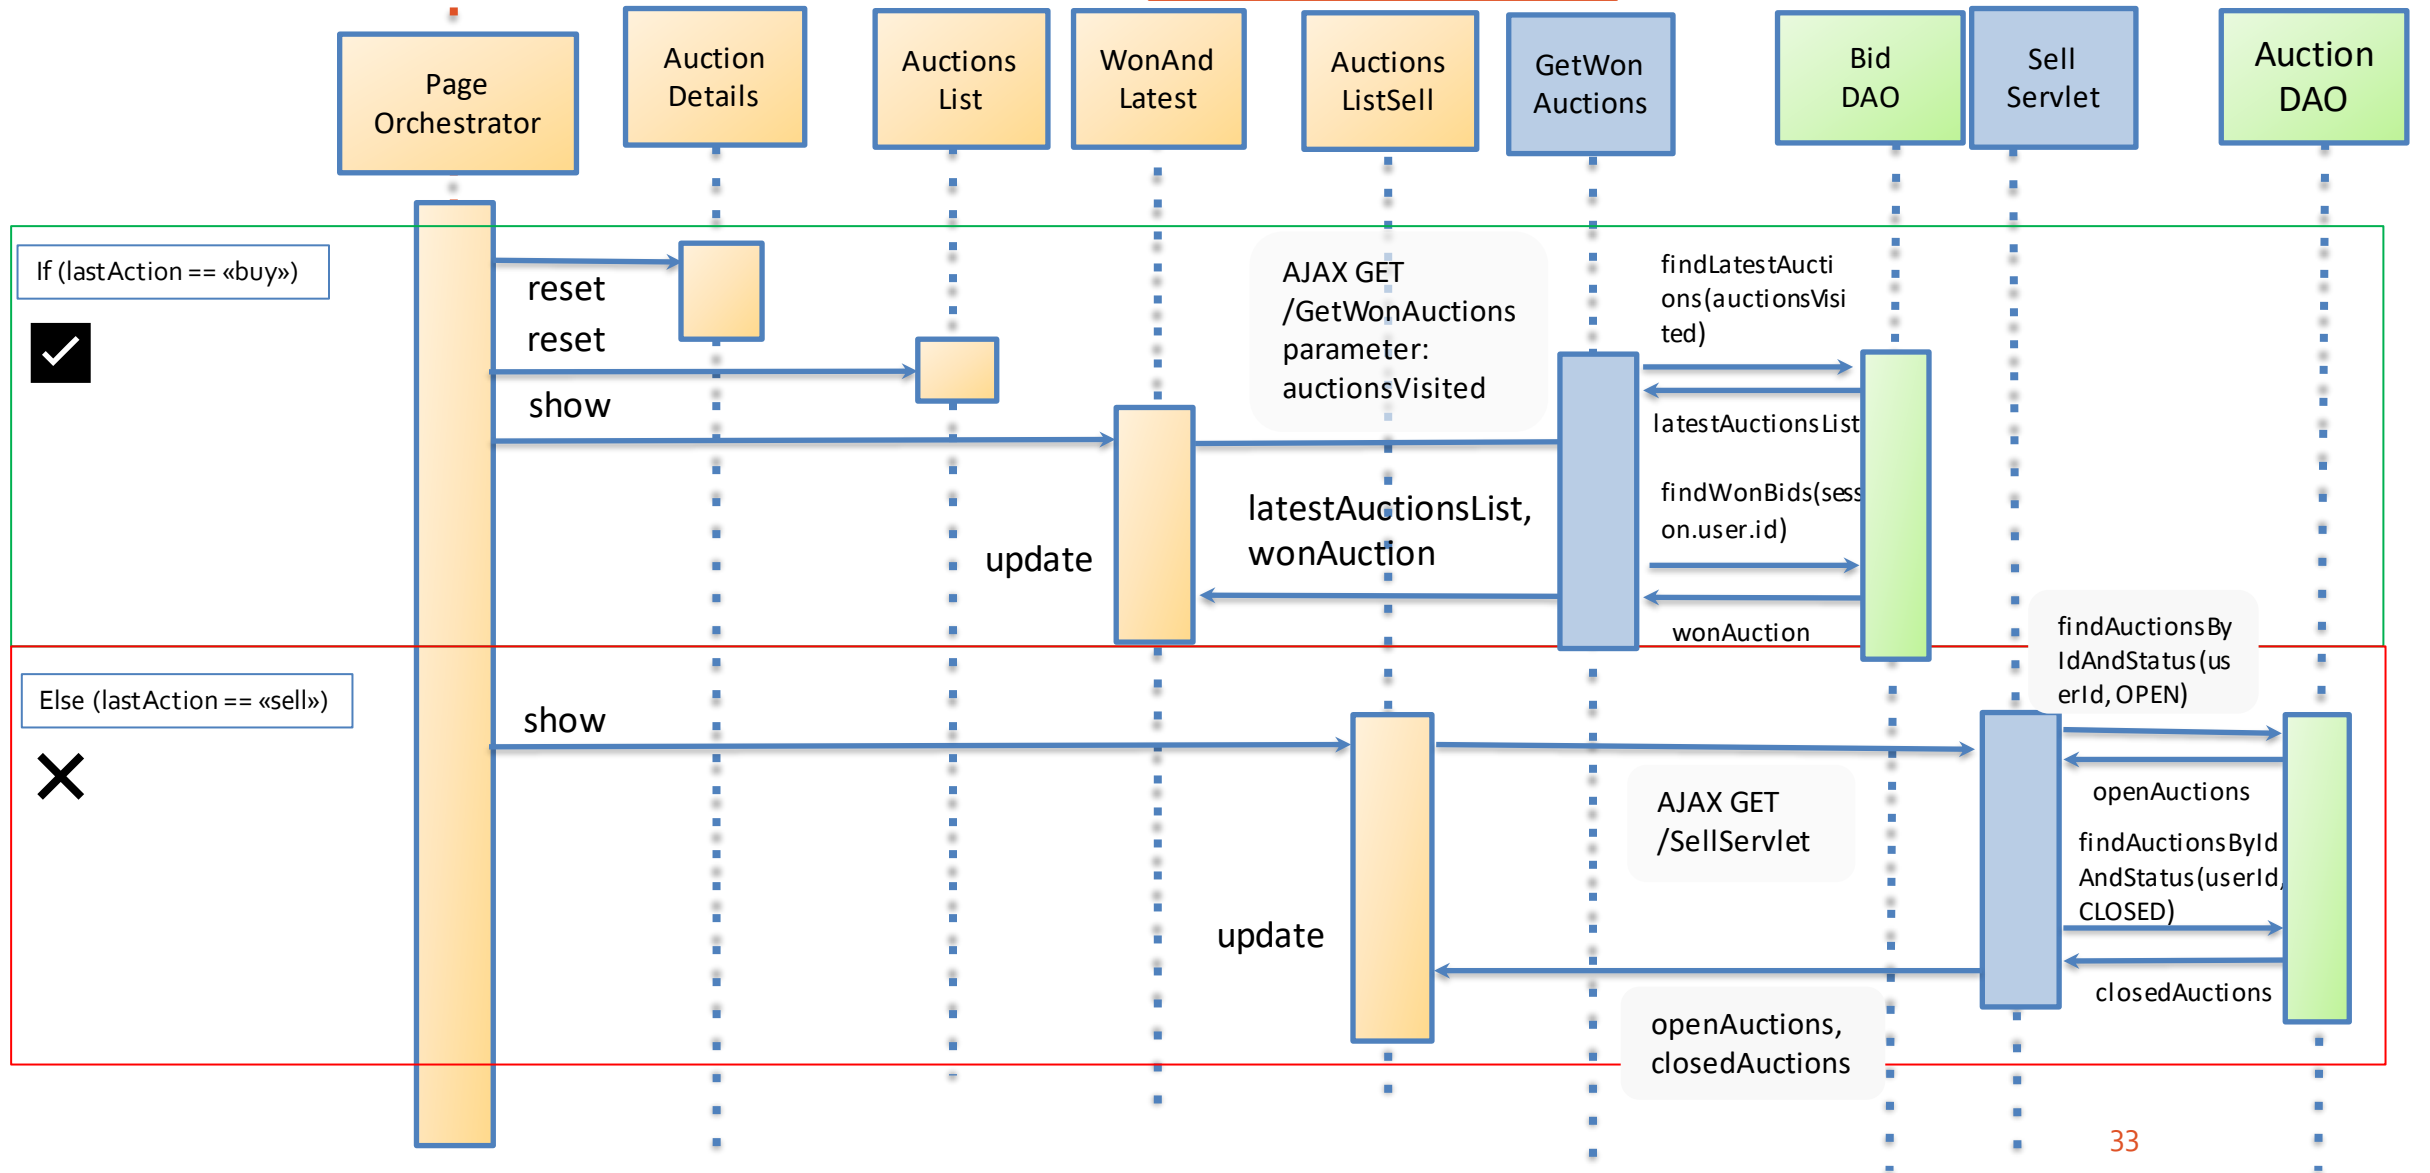 Page
Orchestrator
Auction
Details
Auctions
List
WonAnd
Latest
Auctions
ListSell
GetWon
Auctions
Bid
DAO
Sell
Servlet
Auction
DAO
If (lastAction == «buy»)
reset
reset
show
AJAX GET
/GetWonAuctions
parameter:
auctionsVisited
findLatestAucti
ons(auctionsVisi
ted)
latestAuctionsList
findWonBids(sess
on.user.id)
latestAuctionsList,
wonAuction
update
wonAuction
Else (lastAction == «sell»)
show
findAuctionsBy
IdAndStatus(us
erId, OPEN)
openAuctions
AJAX GET
/SellServlet
findAuctionsById
AndStatus(userId,
CLOSED)
update
closedAuctions
openAuctions,
closedAuctions
33